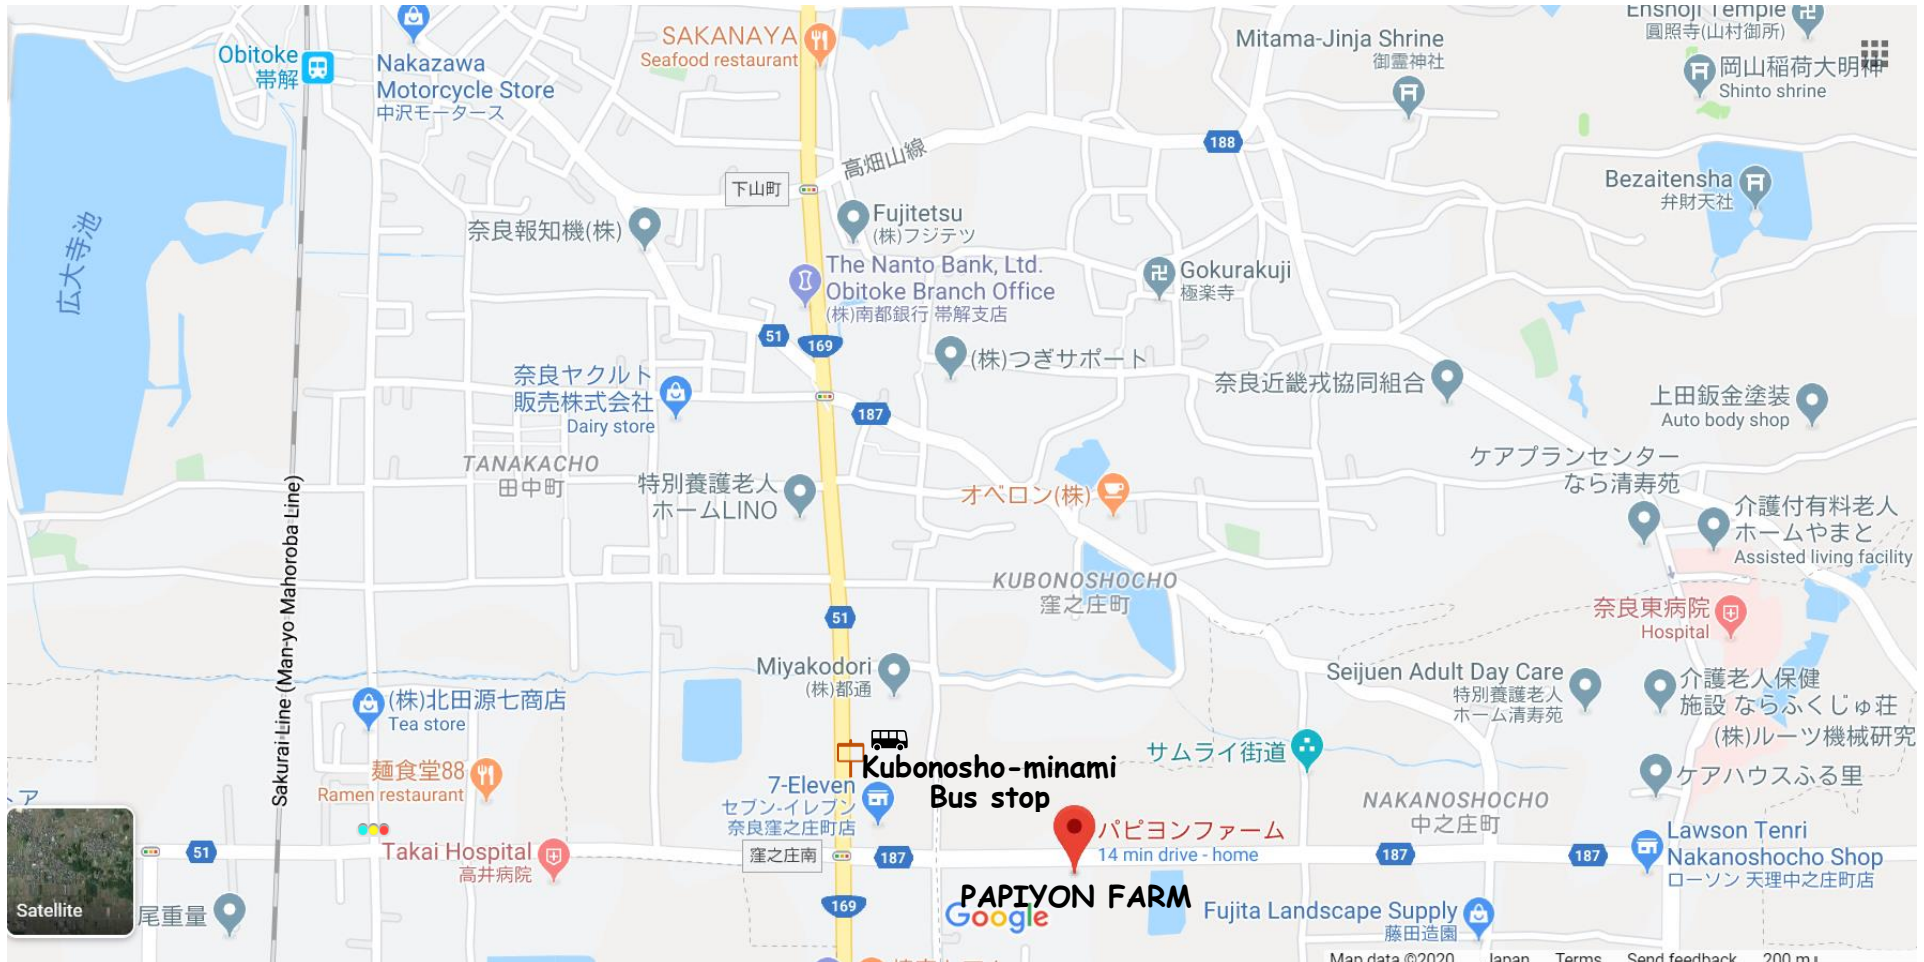 Obitoke
帯解
Nakazawa
Motorcycle Store
中沢モータース
SAKANAYA
Seafood restaurant
Mitama-Jinja Shrine
御霊神社
Enshoji Temple
圓照寺(山村御所)
岡山稲荷大明神
Shinto shrine
高畑山線
188
下山町
Bezaitensha
弁財天社
広大寺池
奈良報知機(株)
Fujitetsu
(株)フジテツ
The Nanto Bank, Ltd.
Obitoke Branch Office
(株)南都銀行 帯解支店
Gokurakuji
極楽寺
51
169
(株)つぎサポート
奈良ヤクルト
販売株式会社
Dairy store
奈良近畿戎協同組合
上田鈑金塗装
Auto body shop
187
TANAKACHO
田中町
特別養護老人
ホームLINO
オベロン(株)
ケアプランセンター
なら清寿苑
介護付有料老人
ホームやまと
Assisted living facility
Sakurai Line (Man-yo Mahoroba Line)
KUBONOSHOCHO
窪之庄町
奈良東病院
Hospital
51
Miyakodori
(株)都通
Seijuen Adult Day Care
特別養護老人
ホーム清寿苑
介護老人保健
施設 ならふくじゅ荘
(株)ルーツ機械研究
(株)北田源七商店
Tea store
サムライ街道
Kubonosho-minami
Bus stop
麺食堂88
Ramen restaurant
7-Eleven
セブン-イレブン
奈良窪之庄町店
ケアハウスふる里
NAKANOSHOCHO
中之庄町
パピヨンファーム
14 min drive - home
Lawson Tenri
Nakanoshocho Shop
ローソン 天理中之庄町店
51
Takai Hospital
高井病院
窪之庄南
187
187
187
PAPIYON FARM
Satellite
尾重量
169
Google
Fujita Landscape Supply
藤田造園
Map data ©2020 Japan Terms Send feedback 200 m